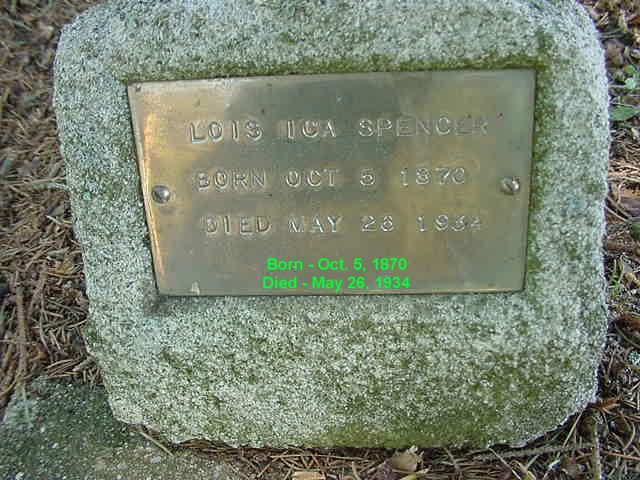 LOIS ICA SPENCER
BORN OCT 5 1870
DIED MAY 26 1934
Born - Oct. 5, 1870
Died - May 26, 1934